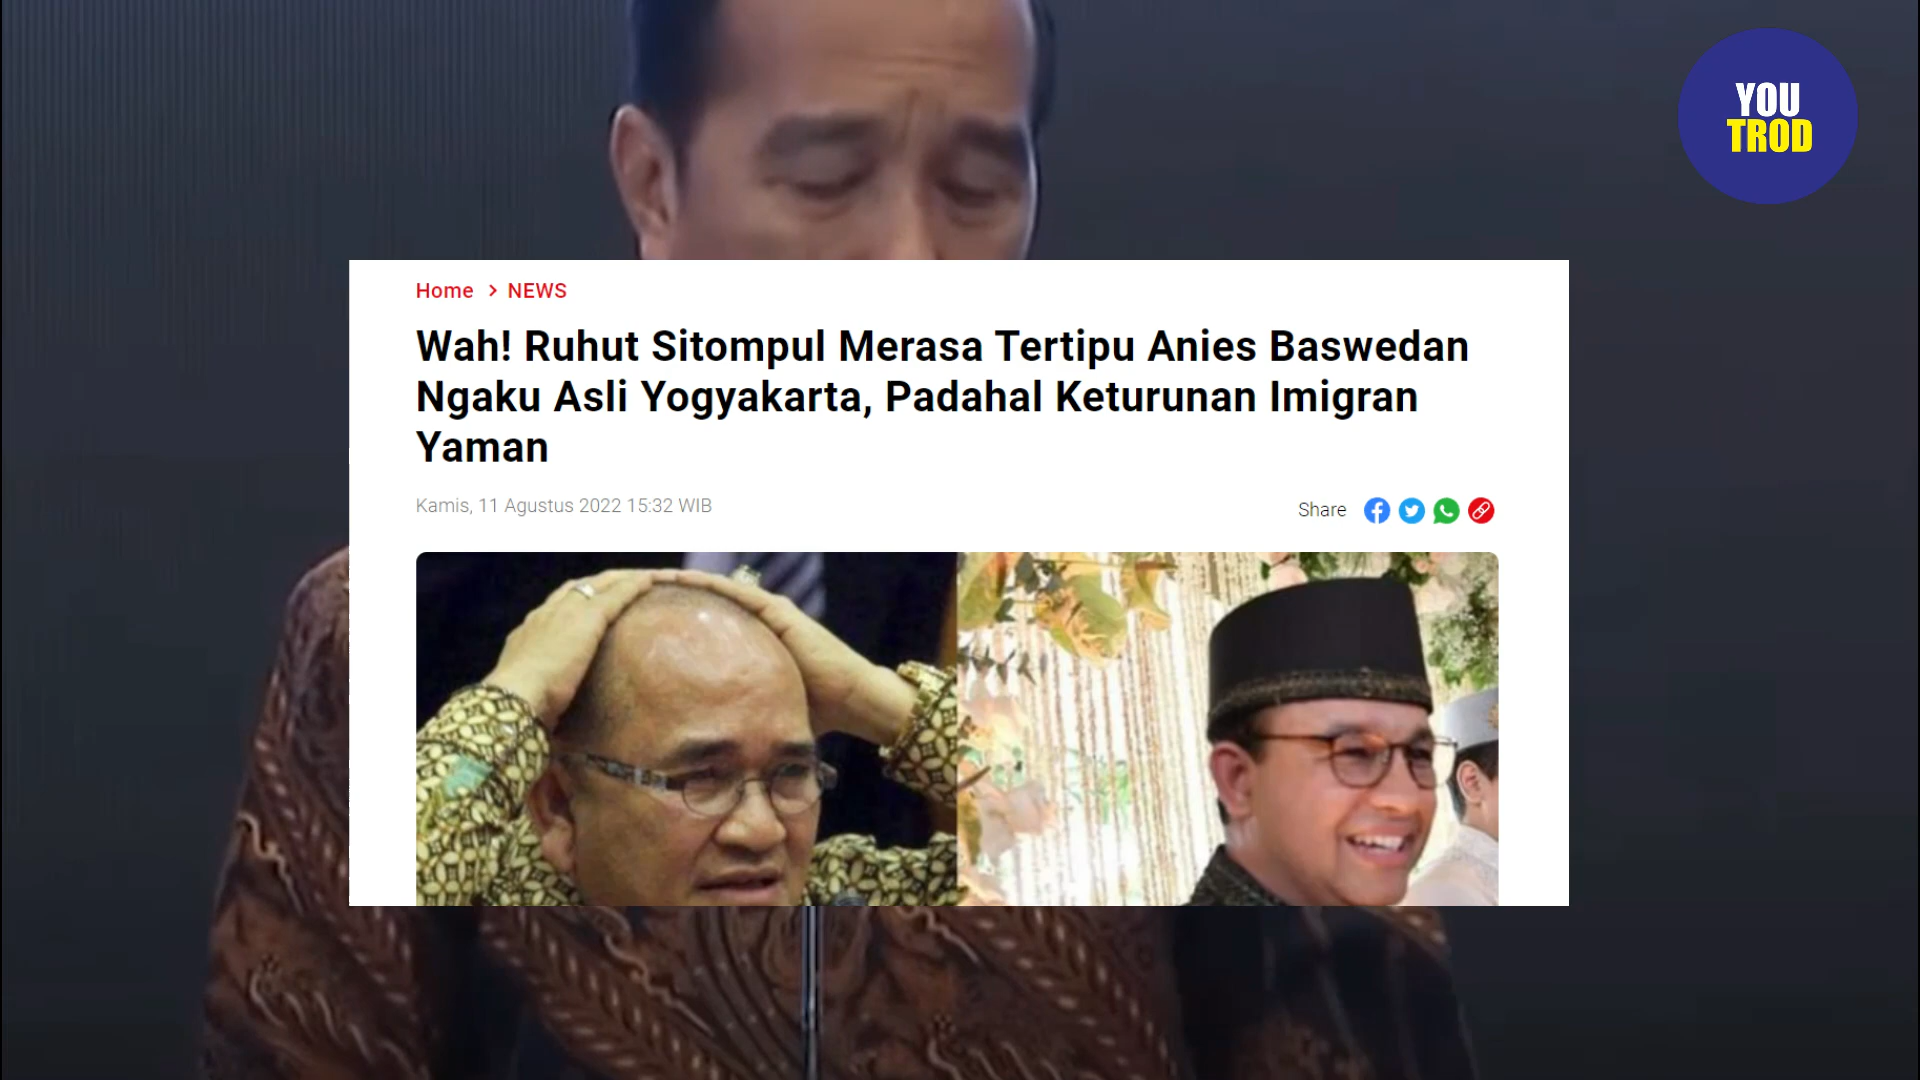 YOU
TROD
Home > NEWS
Wah! Ruhut Sitompul Merasa Tertipu Anies Baswedan
Ngaku Asli Yogyakarta, Padahal Keturunan Imigran
Yaman
Kamis, 11 Agustus 2022 15:32 WIB
Share